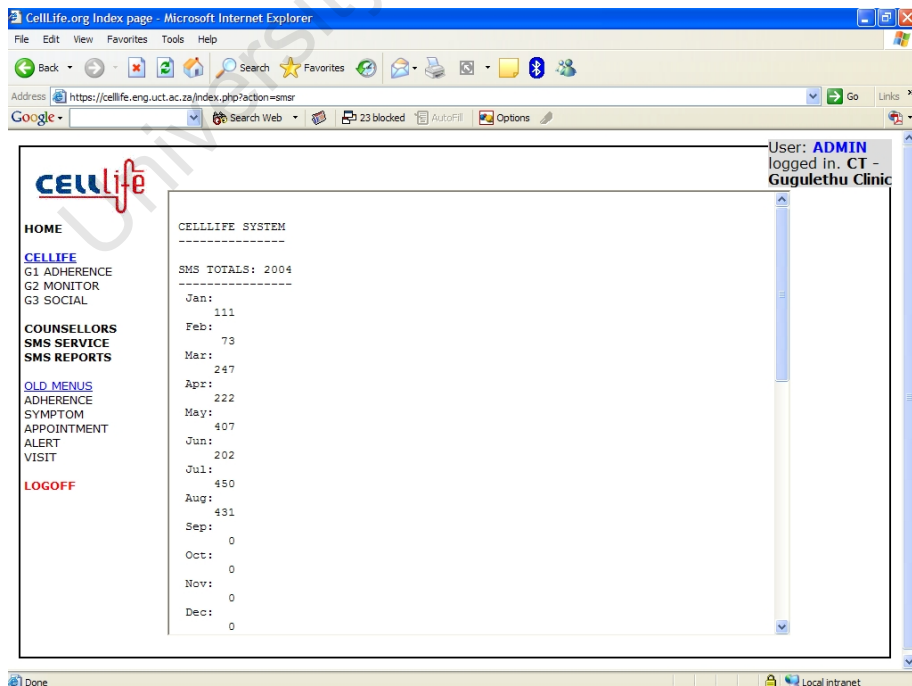 CellLife.org Index page - Microsoft Internet Explorer
File Edit View Favorites Tools Help
Back Search Favorites
Address https://cellife.eng.uct.ac.za/index.php?action=smsr Go Links »
Google Search Web 23 blocked AutoFill Options
User: ADMIN
logged in. CT -
Gugulethu Clinic
cell life
HOME
CELLIFE
G1 ADHERENCE
G2 MONITOR
G3 SOCIAL
COUNSELLORS
SMS SERVICE
SMS REPORTS
OLD MENUS
ADHERENCE
SYMPTOM
APPOINTMENT
ALERT
VISIT
LOGOFF
CELLLIFE SYSTEM
---------------
SMS TOTALS: 2004
----------------
Jan:
111
Feb:
73
Mar:
247
Apr:
222
May:
407
Jun:
202
Jul:
450
Aug:
431
Sep:
0
Oct:
0
Nov:
0
Dec:
0
Done Local intranet
University